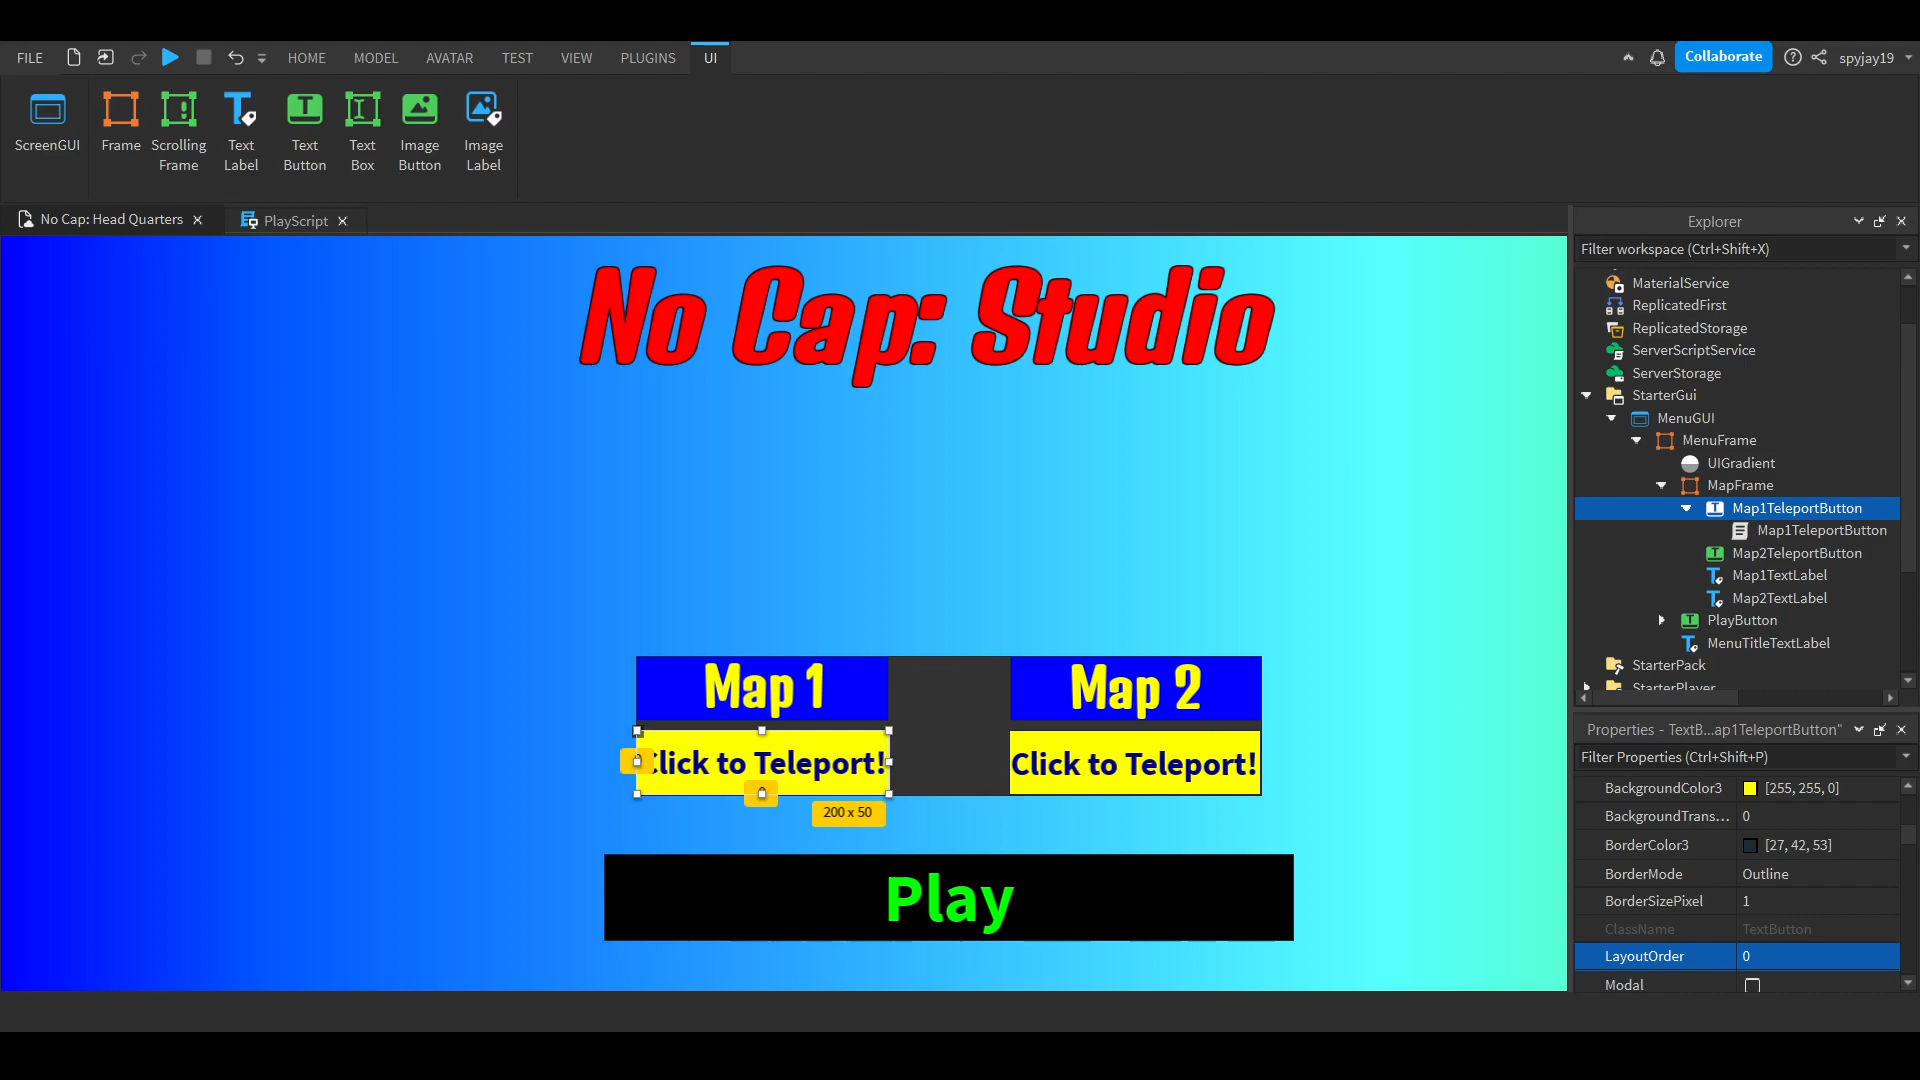 FILE HOME MODEL AVATAR TEST VIEW PLUGINS UI Collaborate spyjay19
ScreenGUI Frame Scrolling Frame Text Label Text Button Text Box Image Button Image Label
No Cap: Head Quarters PlayScript
No Cap: Studio
Map 1 Map 2
Click to Teleport! Click to Teleport!
200 x 50
Play
Explorer
Filter workspace (Ctrl+Shift+X)
MaterialService
ReplicatedFirst
ReplicatedStorage
ServerScriptService
ServerStorage
StarterGui
MenuGUI
MenuFrame
UIGradient
MapFrame
Map1TeleportButton
Map1TeleportButton
Map2TeleportButton
Map1TextLabel
Map2TextLabel
PlayButton
MenuTitleTextLabel
StarterPack
StarterPlayer
Properties - TextB...ap1TeleportButton"
Filter Properties (Ctrl+Shift+P)
BackgroundColor3 [255, 255, 0]
BackgroundTrans... 0
BorderColor3 [27, 42, 53]
BorderMode Outline
BorderSizePixel 1
ClassName TextButton
LayoutOrder 0
Modal